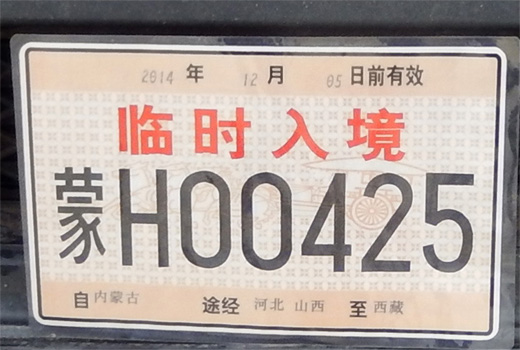 2014 年 12 月 05 日前有效
临时入境
蒙H00425
自 内蒙古 途经 河北 山西 至 西藏